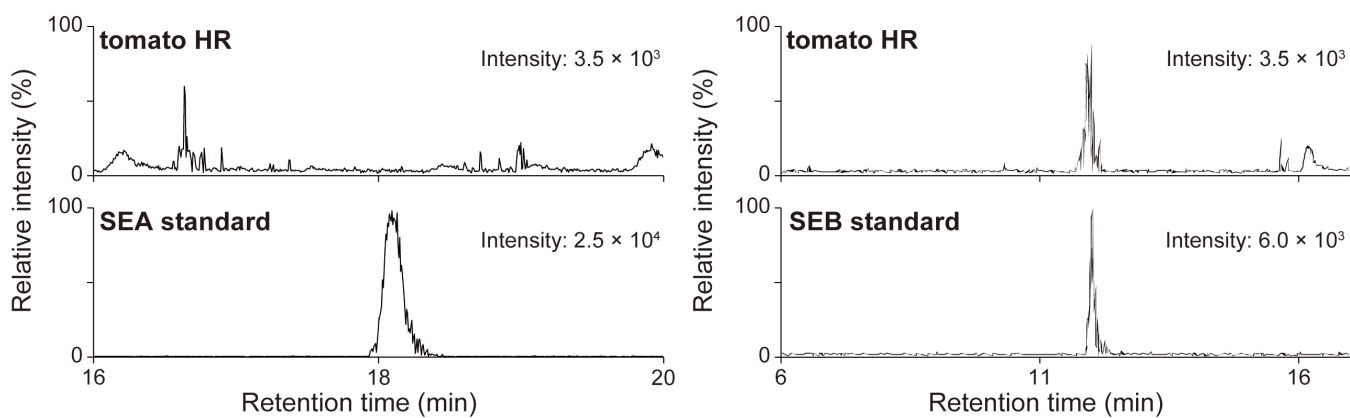 100
tomato HR
Intensity: 3.5 × 10³
0
100
SEA standard
Intensity: 2.5 × 10⁴
0
16 18 20
Retention time (min)
Relative intensity (%)
100
tomato HR
Intensity: 3.5 × 10³
0
100
SEB standard
Intensity: 6.0 × 10³
0
6 11 16
Retention time (min)
Relative intensity (%)